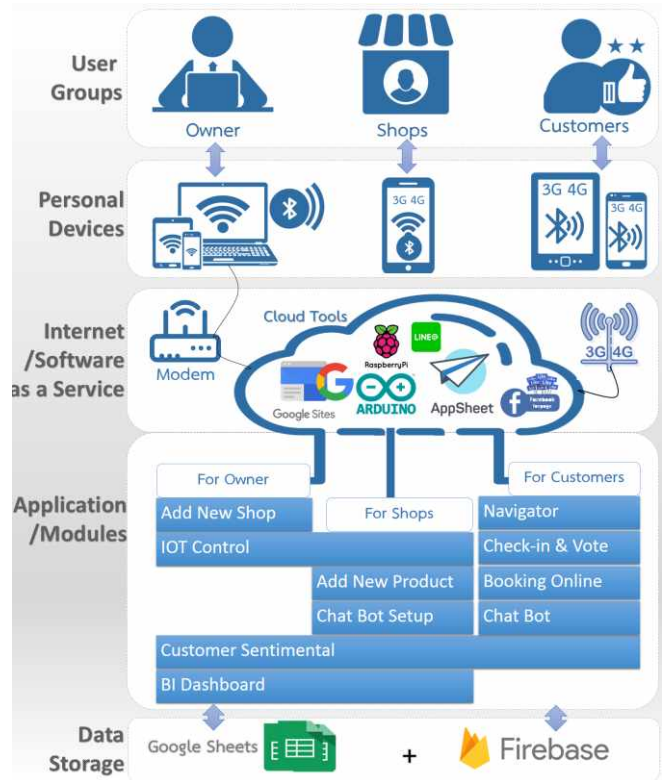 User
Groups
Owner
Shops
Customers
Personal
Devices
3G 4G
3G 4G
3G 4G
Internet
/Software
as a Service
Modem
Cloud Tools
RaspberryPi
LINE@
Google Sites
ARDUINO
AppSheet
Facebook
fanpage
3G 4G
Application
/Modules
For Owner
For Shops
For Customers
Add New Shop
Navigator
IOT Control
Check-in & Vote
Add New Product
Booking Online
Chat Bot Setup
Chat Bot
Customer Sentimental
BI Dashboard
Data
Storage
Google Sheets
+
Firebase